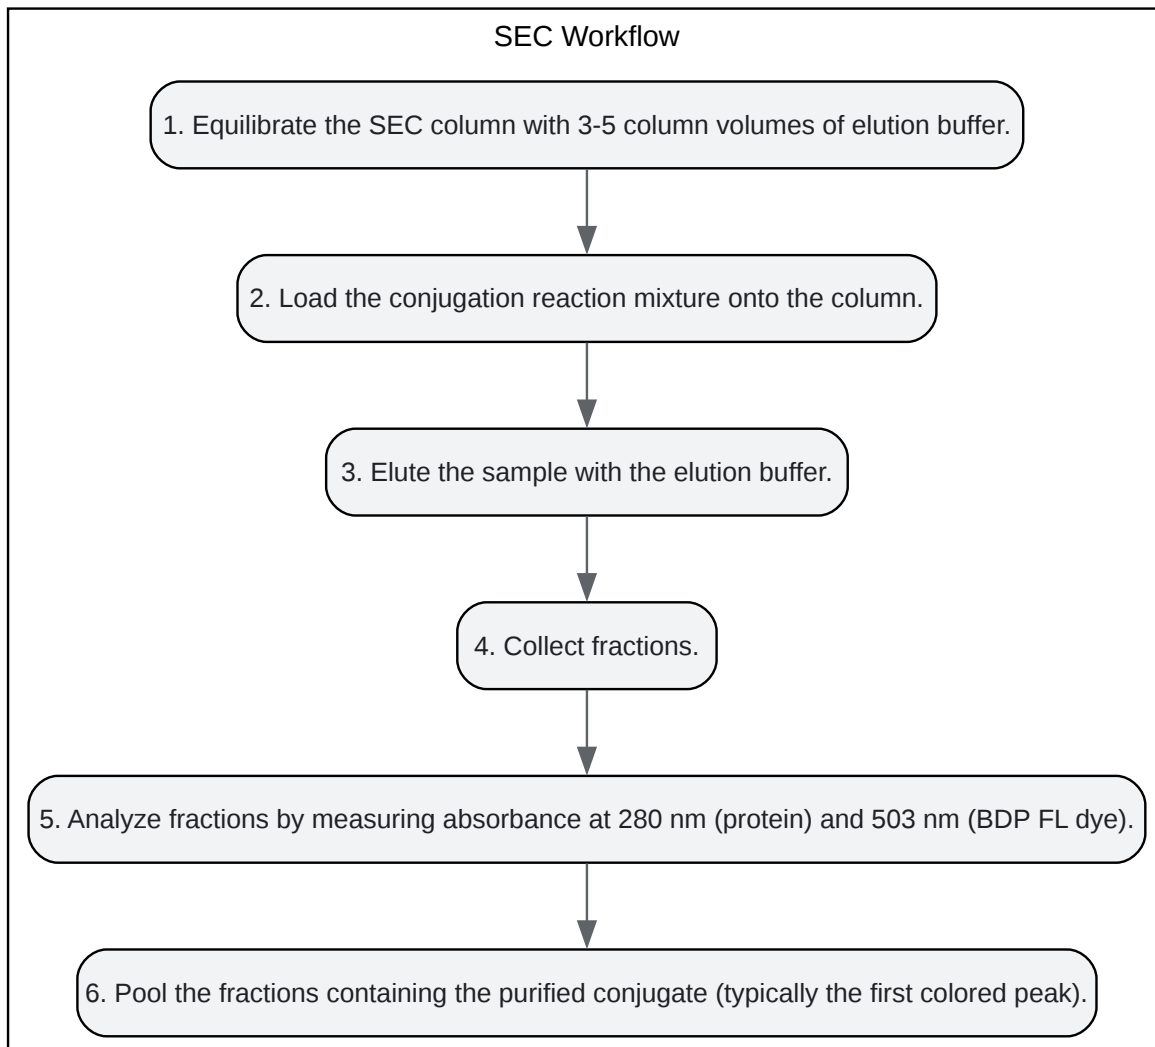 SEC Workflow
1. Equilibrate the SEC column with 3-5 column volumes of elution buffer.
2. Load the conjugation reaction mixture onto the column.
3. Elute the sample with the elution buffer.
4. Collect fractions.
5. Analyze fractions by measuring absorbance at 280 nm (protein) and 503 nm (BDP FL dye).
6. Pool the fractions containing the purified conjugate (typically the first colored peak).